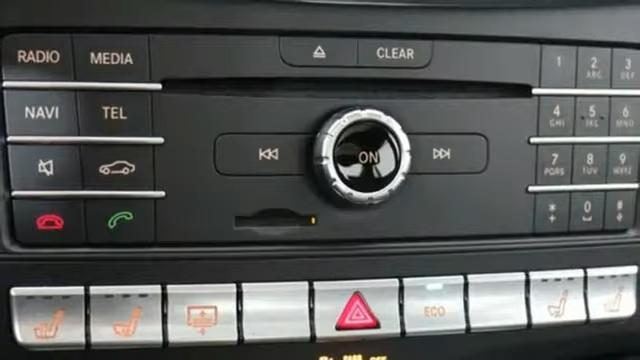 RADIO MEDIA CLEAR 1 2 ABC 3 DEF
NAVI TEL 4 GHI 5 JKL 6 MNO
ON 7 PQRS 8 TUV 9 WXYZ
* + 0 #
ECO
OFF